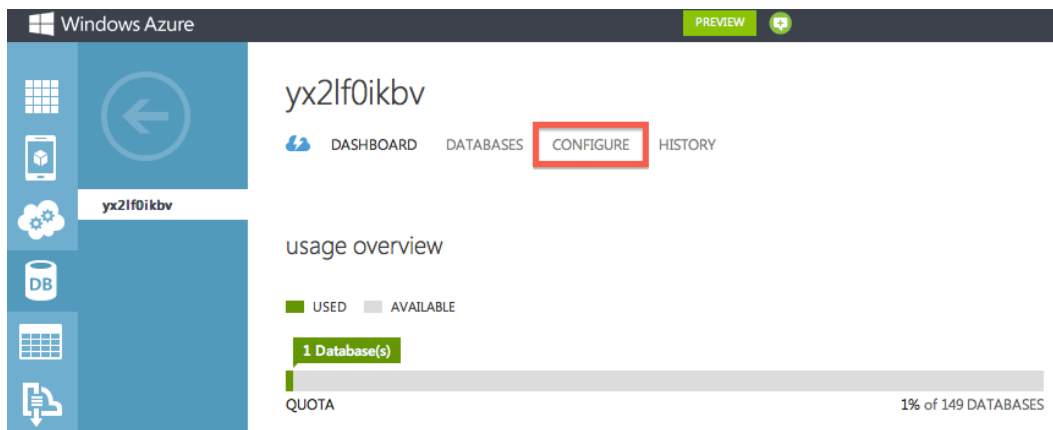 Windows Azure
PREVIEW
yx2lf0ikbv
DASHBOARD DATABASES CONFIGURE HISTORY
yx2lf0ikbv
usage overview
DB
USED AVAILABLE
1 Database(s)
QUOTA 1% of 149 DATABASES